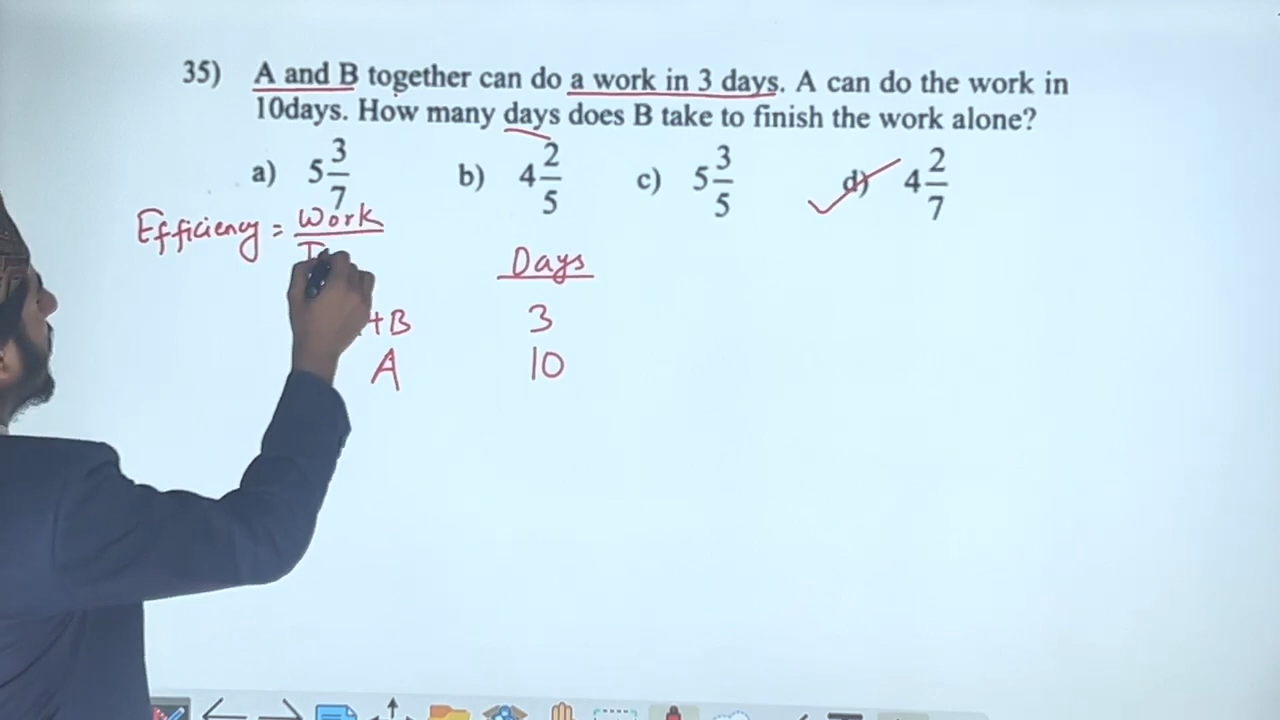 35) A and B together can do a work in 3 days. A can do the work in
10days. How many days does B take to finish the work alone?
a) 5 3/7 b) 4 2/5 c) 5 3/5 d) 4 2/7
Efficiency = Work
Days
+B 3
A 10